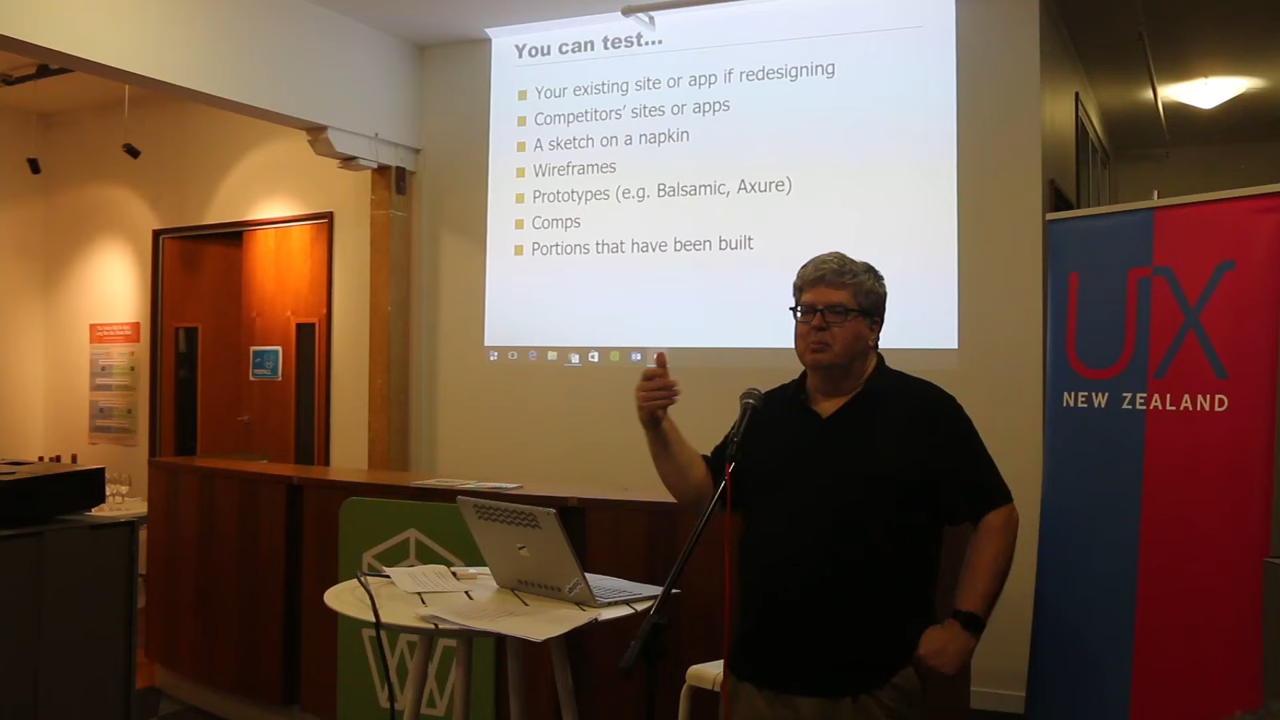 You can test...
Your existing site or app if redesigning
Competitors' sites or apps
A sketch on a napkin
Wireframes
Prototypes (e.g. Balsamic, Axure)
Comps
Portions that have been built
UX
NEW ZEALAND
W